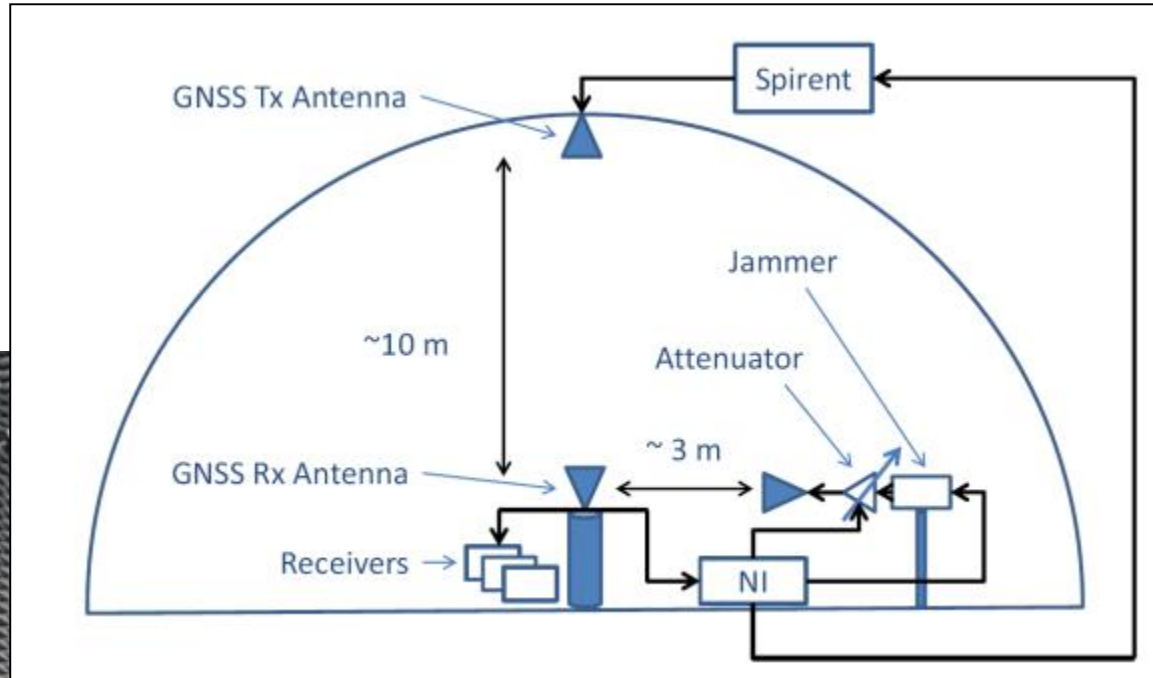 Spirent
GNSS Tx Antenna
Jammer
~10 m
Attenuator
~ 3 m
GNSS Rx Antenna
Receivers
NI